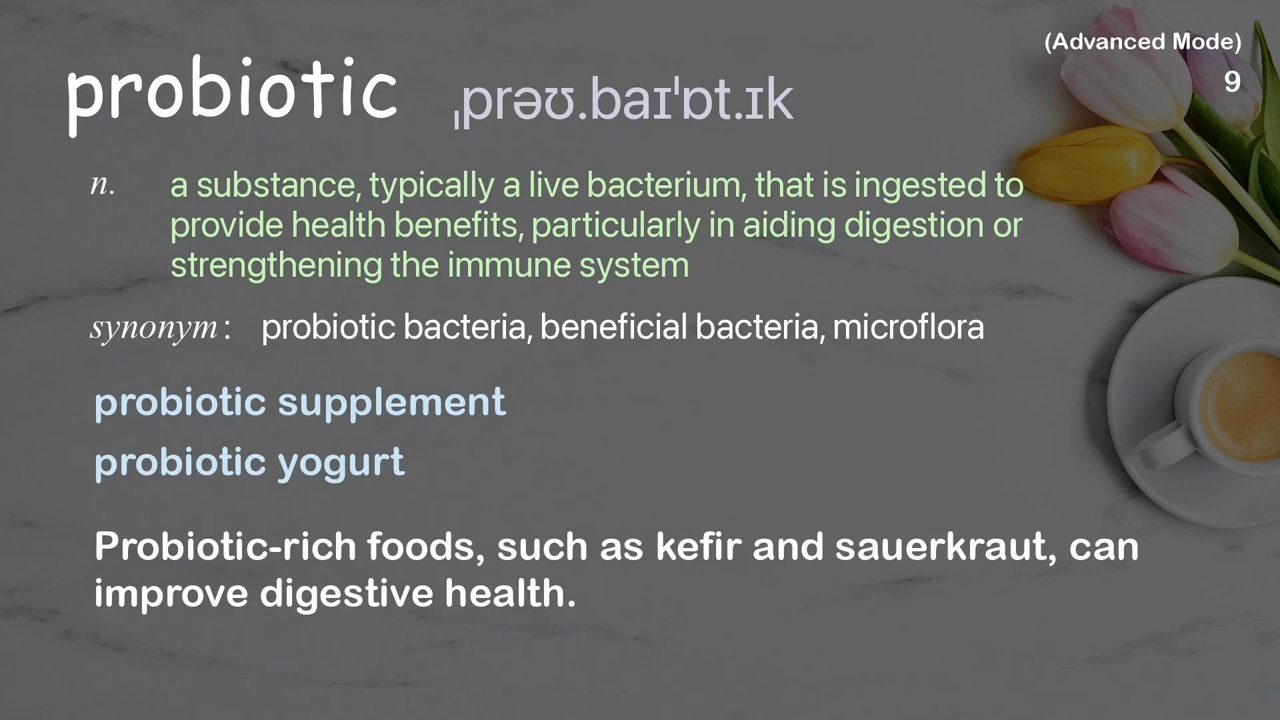 (Advanced Mode)
9
probiotic ˌprəʊ.baɪˈɒt.ɪk
n. a substance, typically a live bacterium, that is ingested to
provide health benefits, particularly in aiding digestion or
strengthening the immune system
synonym: probiotic bacteria, beneficial bacteria, microflora
probiotic supplement
probiotic yogurt
Probiotic-rich foods, such as kefir and sauerkraut, can
improve digestive health.